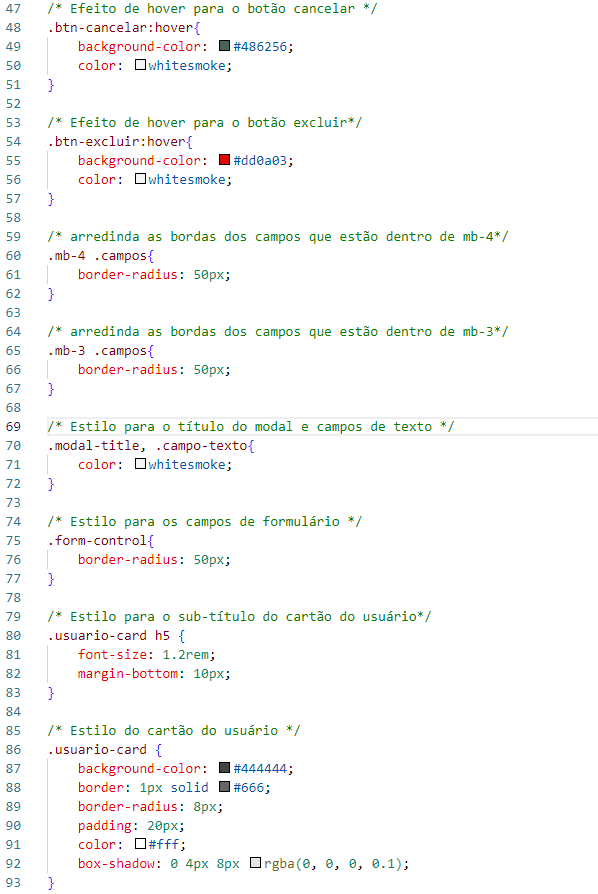 47 /* Efeito de hover para o botão cancelar */
48 .btn-cancelar:hover{
49 background-color: #486256;
50 color: whitesmoke;
51 }
52
53 /* Efeito de hover para o botão excluir*/
54 .btn-excluir:hover{
55 background-color: #dd0a03;
56 color: whitesmoke;
57 }
58
59 /* arredinda as bordas dos campos que estão dentro de mb-4*/
60 .mb-4 .campos{
61 border-radius: 50px;
62 }
63
64 /* arredinda as bordas dos campos que estão dentro de mb-3*/
65 .mb-3 .campos{
66 border-radius: 50px;
67 }
68
69 /* Estilo para o título do modal e campos de texto */
70 .modal-title, .campo-texto{
71 color: whitesmoke;
72 }
73
74 /* Estilo para os campos de formulário */
75 .form-control{
76 border-radius: 50px;
77 }
78
79 /* Estilo para o sub-título do cartão do usuário*/
80 .usuario-card h5 {
81 font-size: 1.2rem;
82 margin-bottom: 10px;
83 }
84
85 /* Estilo do cartão do usuário */
86 .usuario-card {
87 background-color: #444444;
88 border: 1px solid #666;
89 border-radius: 8px;
90 padding: 20px;
91 color: #fff;
92 box-shadow: 0 4px 8px rgba(0, 0, 0, 0.1);
93 }